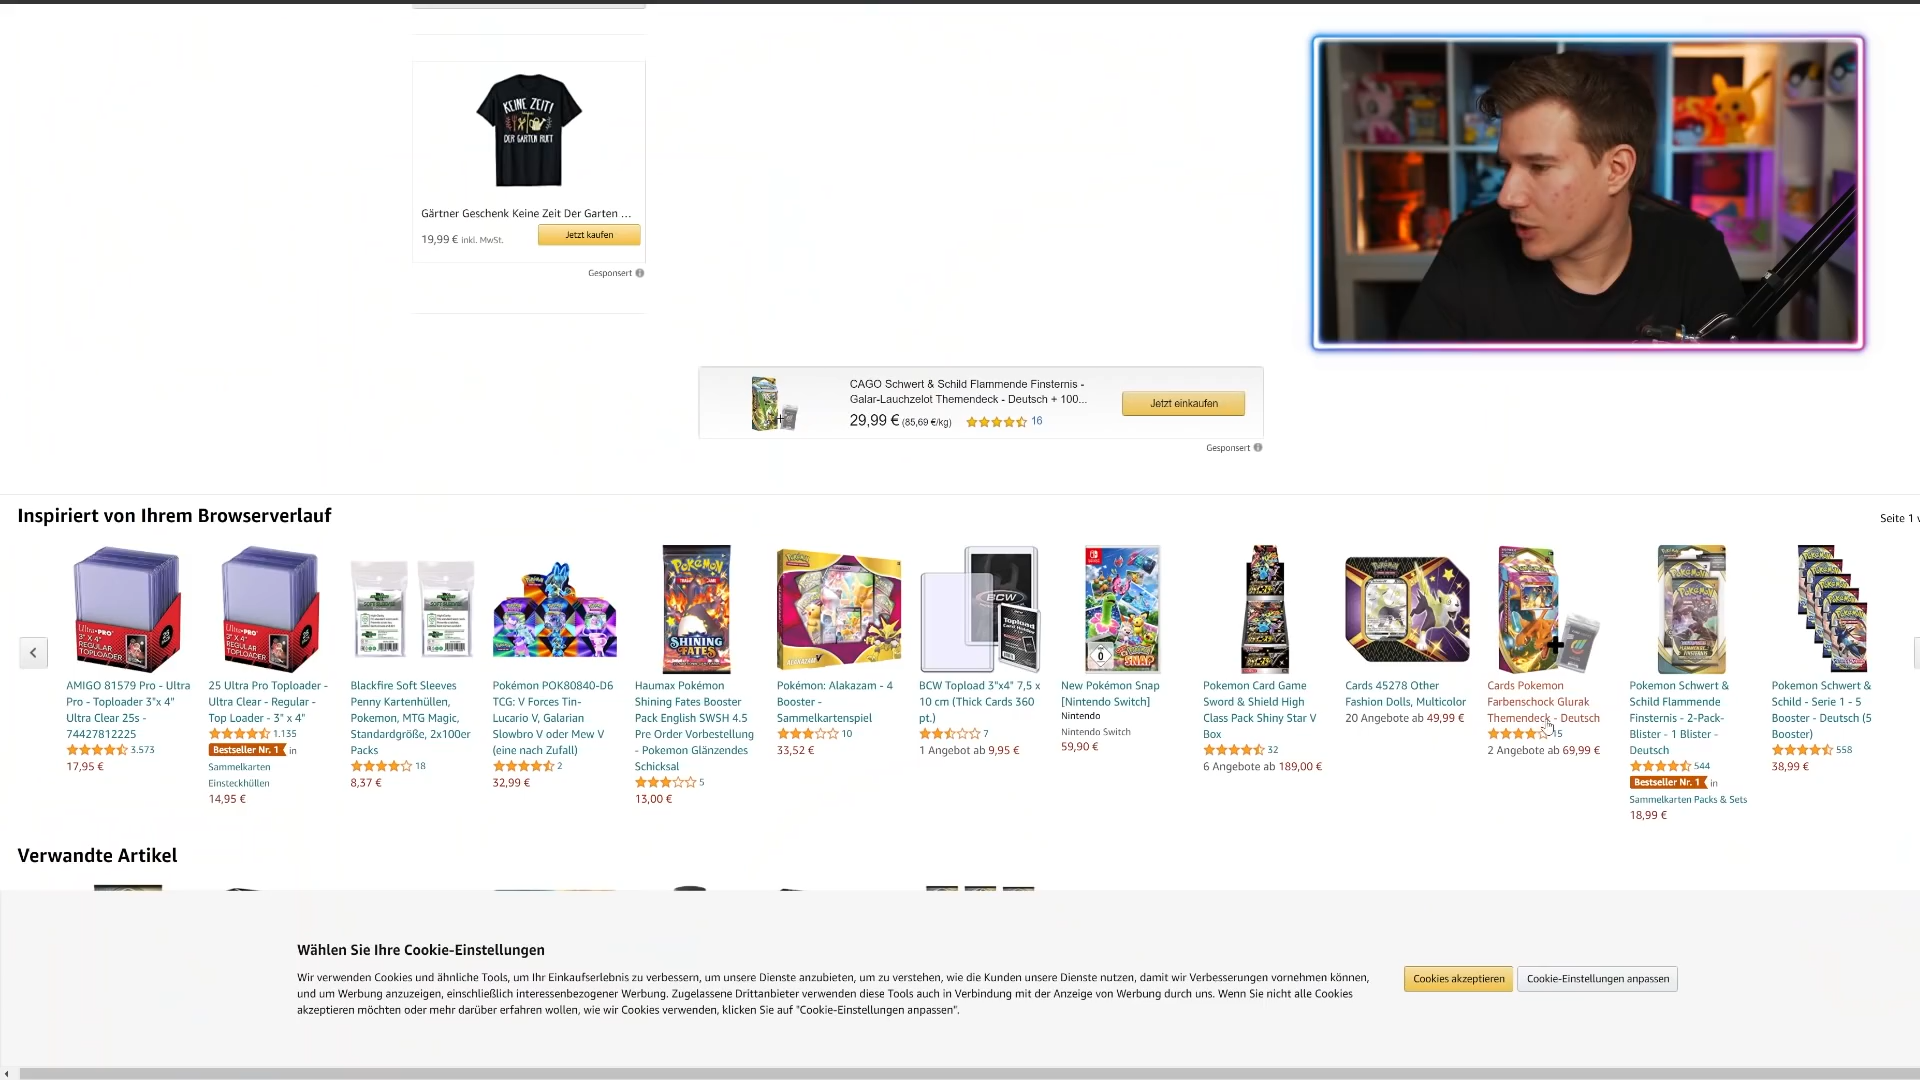 KEINE ZEIT!
DER GARTEN RUFT
Gärtner Geschenk Keine Zeit Der Garten ...
19,99 € inkl. MwSt.
Jetzt kaufen
Gesponsert
CAGO Schwert & Schild Flammende Finsternis -
Galar-Lauchzelot Themendeck - Deutsch + 100...
29,99 € (85,69 €/kg)
16
Jetzt einkaufen
Gesponsert
Inspiriert von Ihrem Browserverlauf
Seite 1
AMIGO 81579 Pro - Ultra
Pro - Toploader 3"x 4"
Ultra Clear 25s -
74427812225
3.573
17,95 €
25 Ultra Pro Toploader -
Ultra Clear - Regular -
Top Loader - 3" x 4"
1.135
Bestseller Nr. 1 in
Sammelkarten
Einsteckhüllen
14,95 €
Blackfire Soft Sleeves
Penny Kartenhüllen,
Pokemon, MTG Magic,
Standardgröße, 2x100er
Packs
18
8,37 €
Pokémon POK80840-D6
TCG: V Forces Tin-
Lucario V, Galarian
Slowbro V oder Mew V
(eine nach Zufall)
2
32,99 €
POKéMON
SHINING
FATES
Haumax Pokémon
Shining Fates Booster
Pack English SWSH 4.5
Pre Order Vorbestellung
- Pokemon Glänzendes
Schicksal
5
13,00 €
Pokémon: Alakazam - 4
Booster -
Sammelkartenspiel
10
33,52 €
BCW
Topload
BCW Topload 3"x4" 7,5 x
10 cm (Thick Cards 360
pt.)
7
1 Angebot ab 9,95 €
SNAP
New Pokémon Snap
[Nintendo Switch]
Nintendo
Nintendo Switch
59,90 €
Pokemon Card Game
Sword & Shield High
Class Pack Shiny Star V
Box
32
6 Angebote ab 189,00 €
Cards 45278 Other
Fashion Dolls, Multicolor
20 Angebote ab 49,99 €
Cards Pokemon
Farbenschock Glurak
Themendeck - Deutsch
15
2 Angebote ab 69,99 €
Pokemon Schwert &
Schild Flammende
Finsternis - 2-Pack-
Blister - 1 Blister -
Deutsch
544
Bestseller Nr. 1 in
Sammelkarten Packs & Sets
18,99 €
Pokemon Schwert &
Schild - Serie 1 - 5
Booster - Deutsch (5
Booster)
558
38,99 €
Verwandte Artikel
Wählen Sie Ihre Cookie-Einstellungen
Wir verwenden Cookies und ähnliche Tools, um Ihr Einkaufserlebnis zu verbessern, um unsere Dienste anzubieten, um zu verstehen, wie die Kunden unsere Dienste nutzen, damit wir Verbesserungen vornehmen können,
und um Werbung anzuzeigen, einschließlich interessenbezogener Werbung. Zugelassene Drittanbieter verwenden diese Tools auch in Verbindung mit der Anzeige von Werbung durch uns. Wenn Sie nicht alle Cookies
akzeptieren möchten oder mehr darüber erfahren wollen, wie wir Cookies verwenden, klicken Sie auf "Cookie-Einstellungen anpassen".
Cookies akzeptieren
Cookie-Einstellungen anpassen